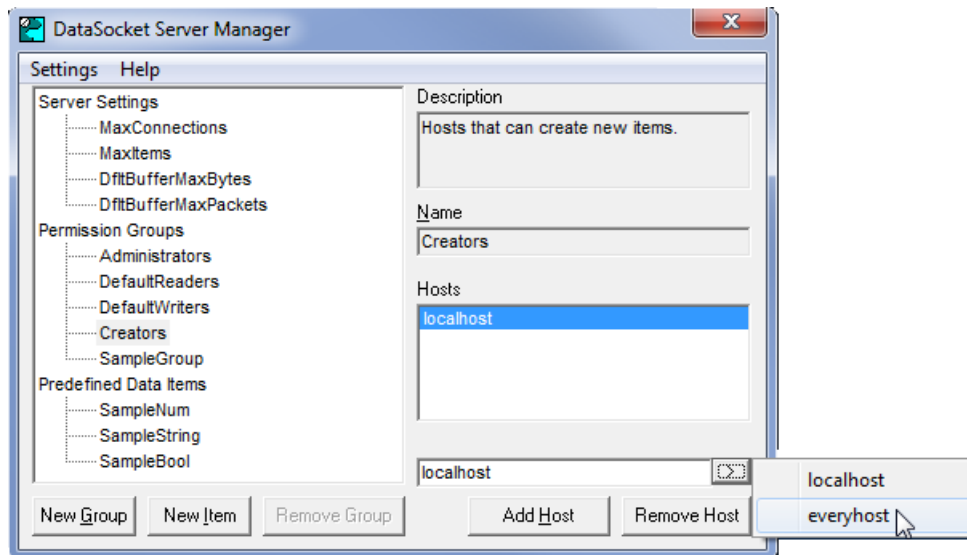 DataSocket Server Manager
X
Settings Help
Server Settings
MaxConnections
MaxItems
DfltBufferMaxBytes
DfltBufferMaxPackets
Permission Groups
Administrators
DefaultReaders
DefaultWriters
Creators
SampleGroup
Predefined Data Items
SampleNum
SampleString
SampleBool
Description
Hosts that can create new items.
Name
Creators
Hosts
localhost
localhost
localhost
everyhost
New Group New Item Remove Group Add Host Remove Host